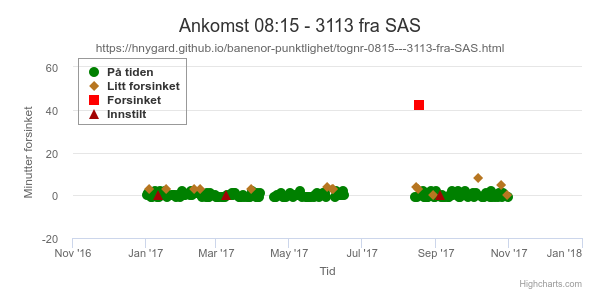 Ankomst 08:15 - 3113 fra SAS
https://hnygard.github.io/banenor-punktlighet/tognr-0815---3113-fra-SAS.html
Minutter forsinket
60
40
20
0
-20
På tiden
Litt forsinket
Forsinket
Innstilt
Nov '16 Jan '17 Mar '17 May '17 Jul '17 Sep '17 Nov '17 Jan '18
Tid
Highcharts.com